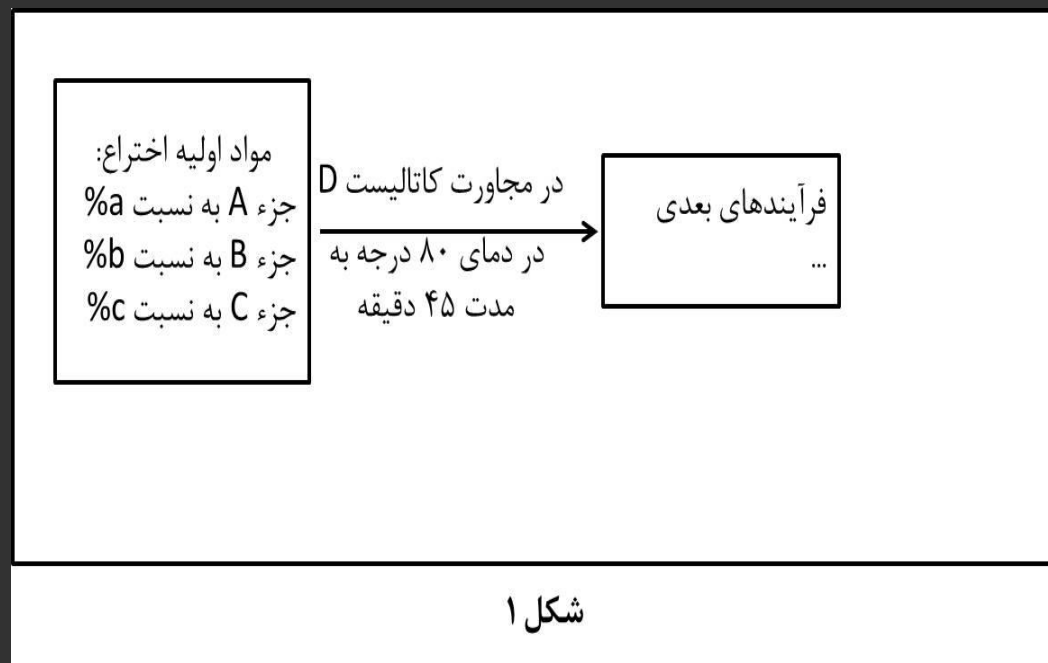 مواد اولیه اختراع:
جزء A به نسبت a%
جزء B به نسبت b%
جزء C به نسبت c%
در مجاورت کاتالیست D
در دمای ۸۰ درجه به
مدت ۴۵ دقیقه
فرآیندهای بعدی
...
شکل ۱